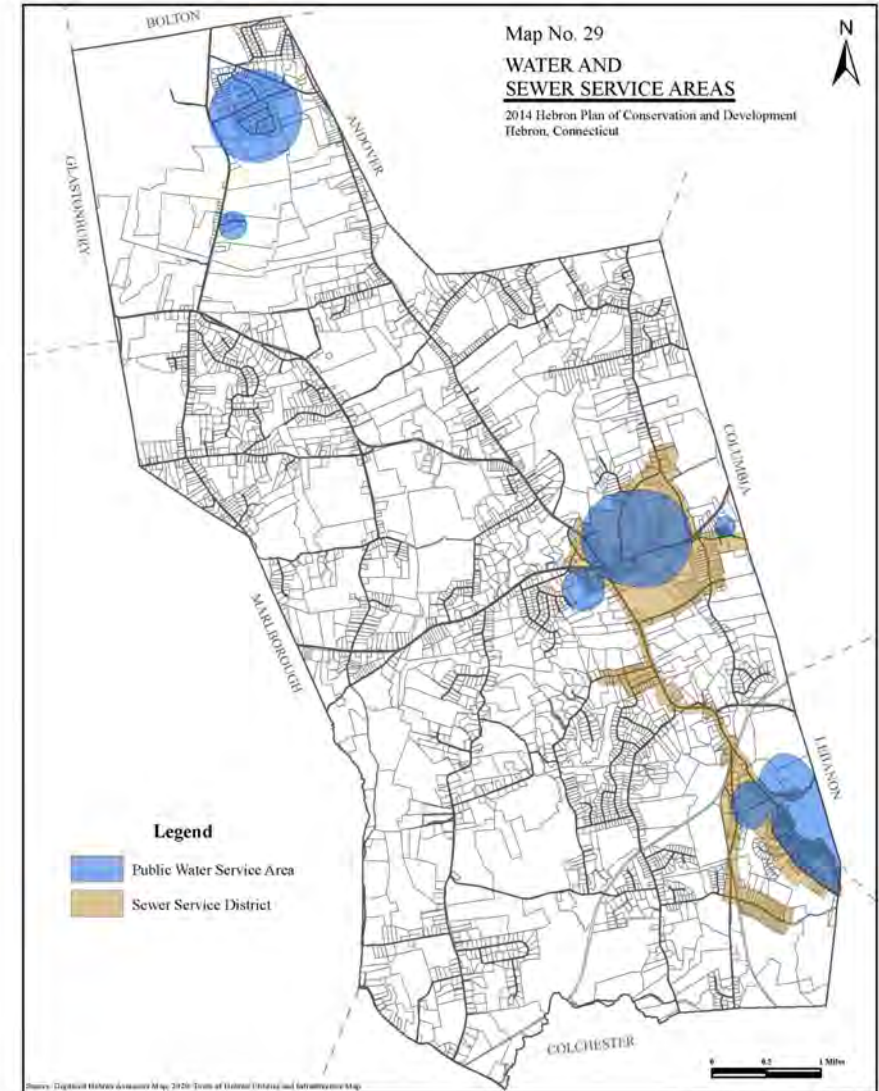 BOLTON
Map No. 29
WATER AND
SEWER SERVICE AREAS
2014 Hebron Plan of Conservation and Development
Hebron, Connecticut
N
ANDOVER
GLASTONBURY
COLUMBIA
MARLBOROUGH
LEBANON
Legend
Public Water Service Area
Sewer Service District
COLCHESTER
0 0.5 1 Miles